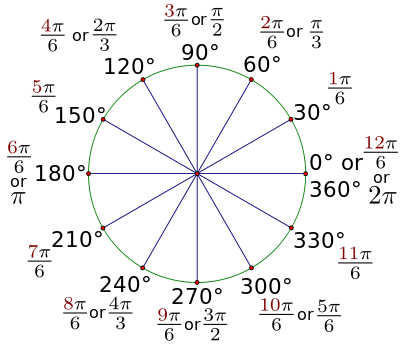 3π/6 or π/2
90°
4π/6 or 2π/3
120°
2π/6 or π/3
60°
5π/6
150°
1π/6
30°
6π/6
or
π
180°
0° or 12π/6
360° or 2π
7π/6
210°
330°
11π/6
8π/6 or 4π/3
240°
270°
9π/6 or 3π/2
300°
10π/6 or 5π/6